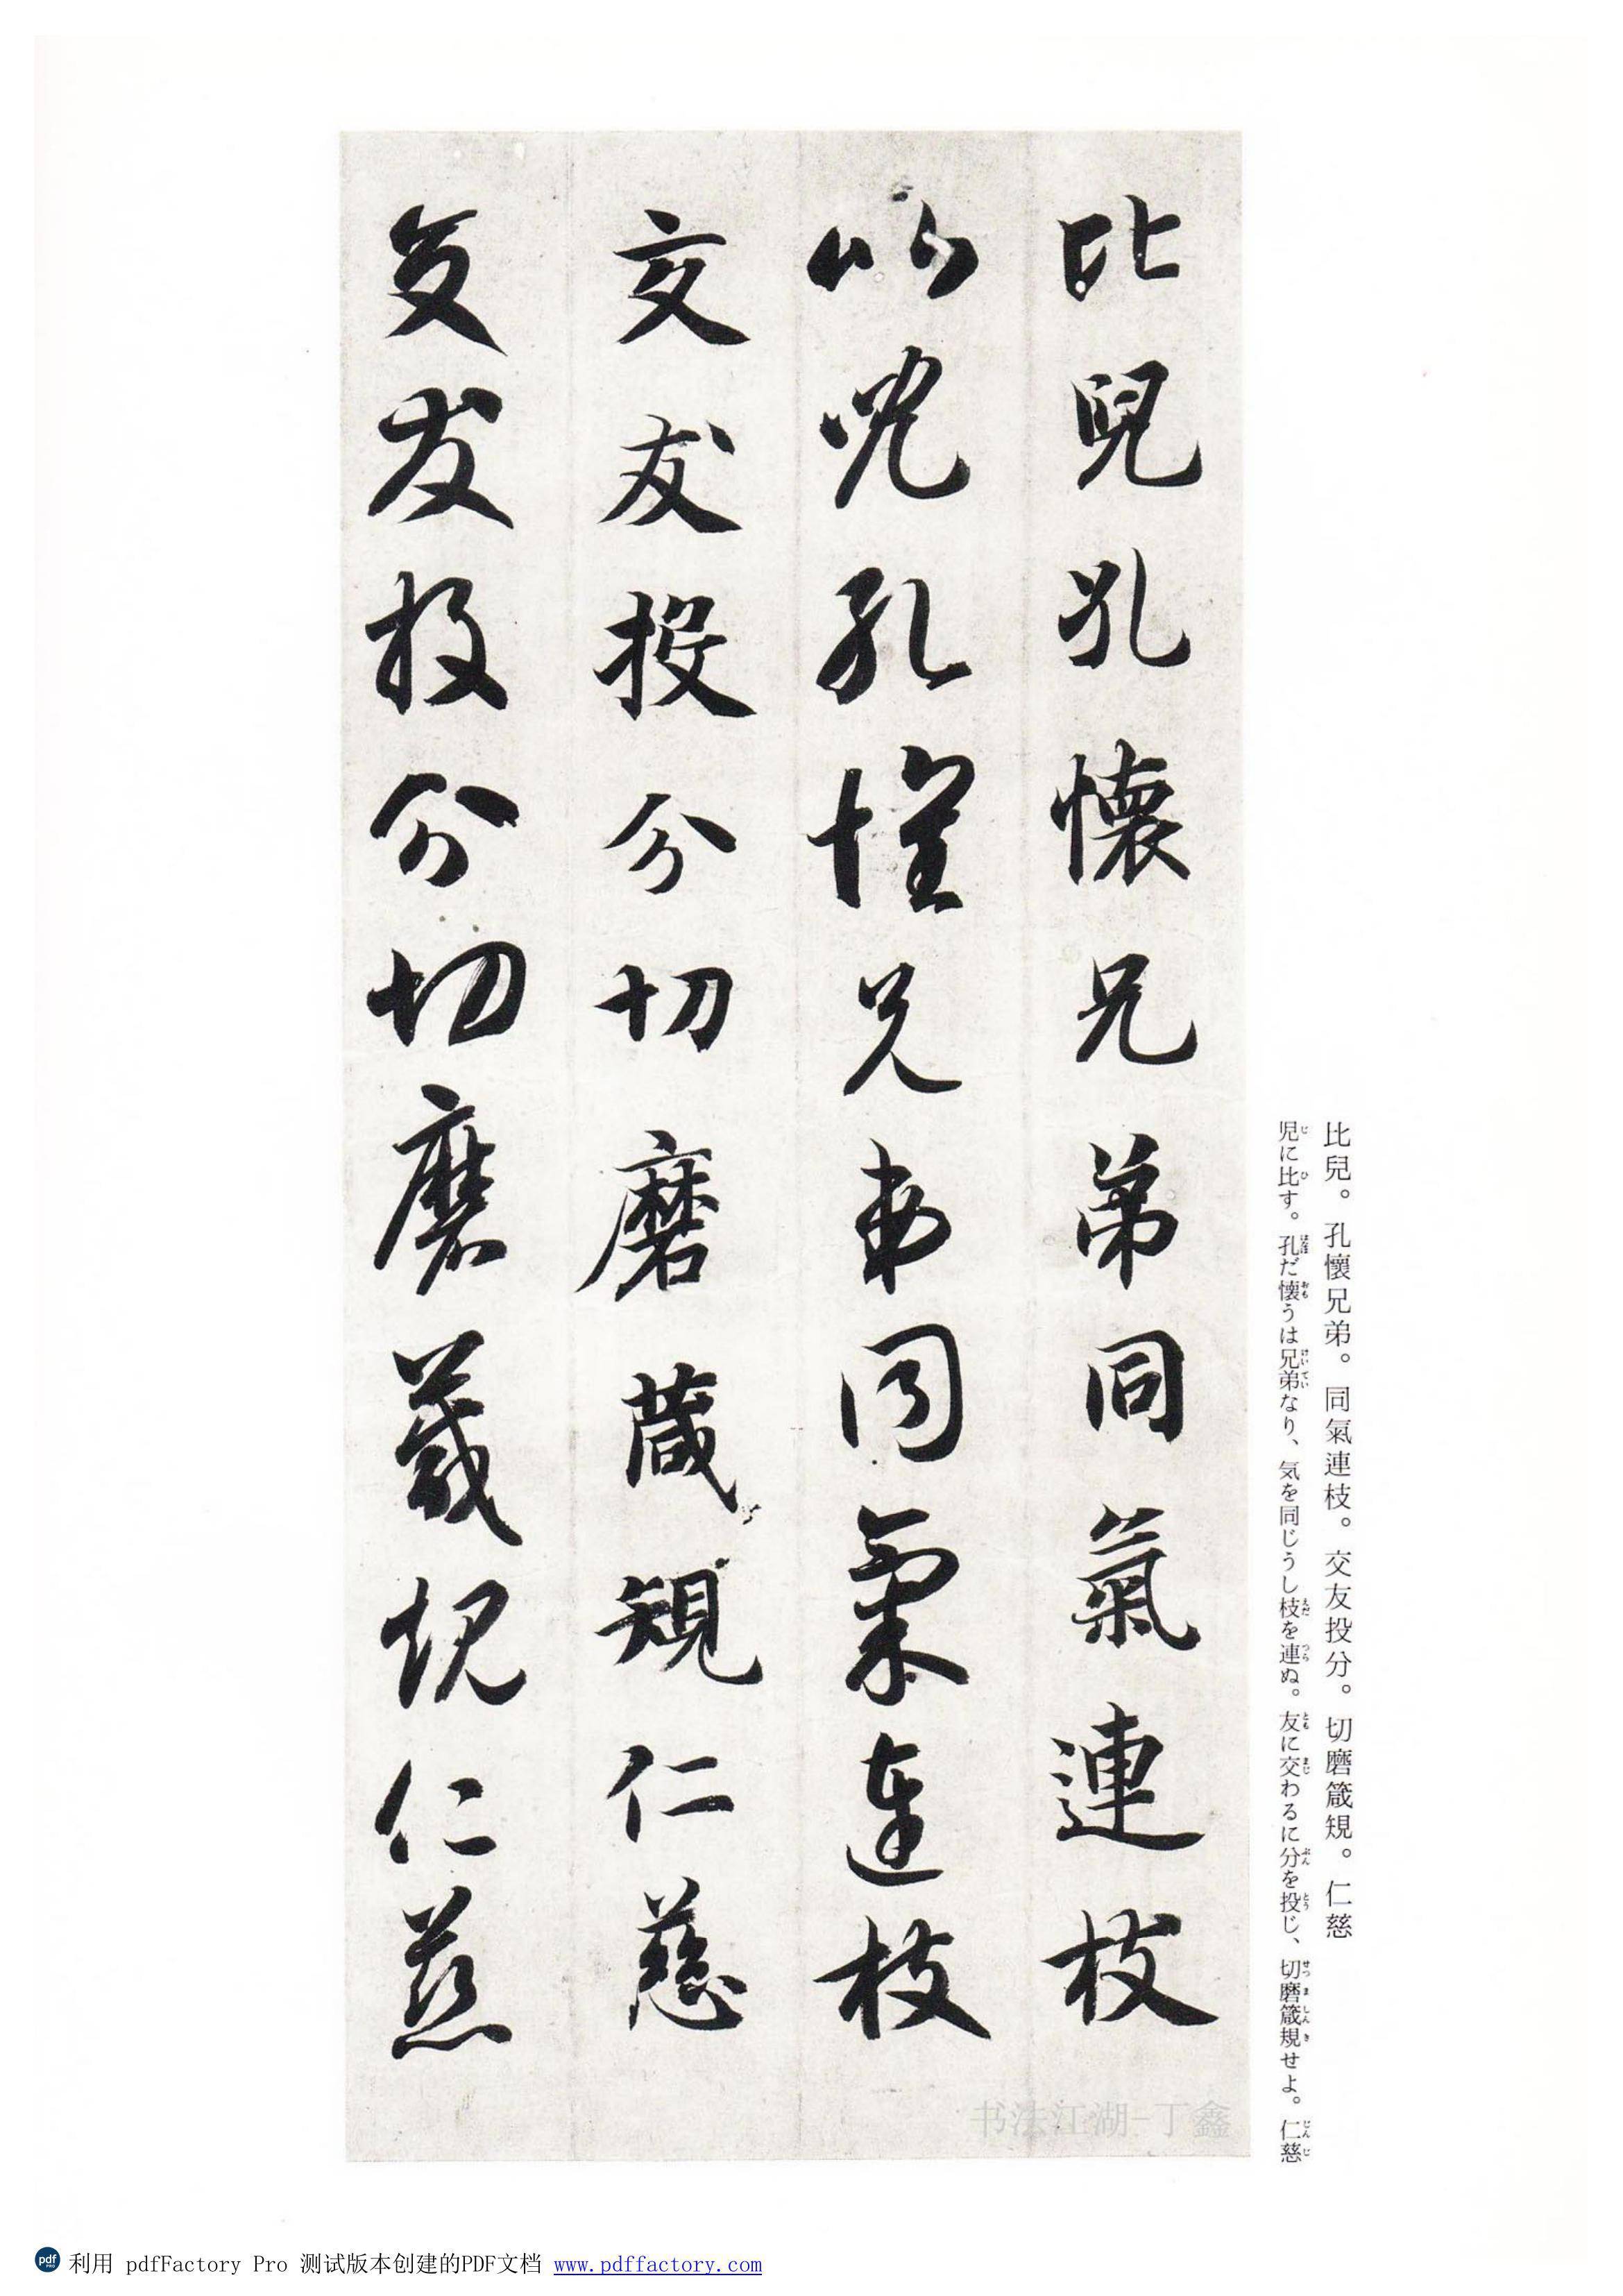 比兒。孔懷兄弟。同氣連枝。交友投分。切磨箴規。仁慈
児に比す。孔だ懐うは兄弟なり、気を同じうし枝を連ぬ。友に交わるに分を投じ、切磨箴規せよ。仁慈
比兒孔懷兄弟同氣連枝
比兒孔懷兄弟同氣連枝
交友投分切磨箴規仁慈
交友投分切磨箴規仁慈
书法江湖-丁鑫
利用 pdfFactory Pro 测试版本创建的PDF文档 www.pdffactory.com